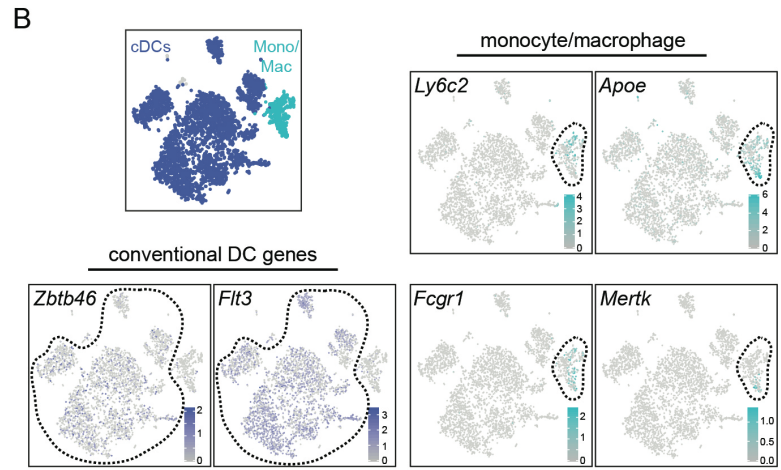 B
cDCs
Mono/
Mac
monocyte/macrophage
Ly6c2
4
3
2
1
0
Apoe
6
4
2
0
conventional DC genes
Zbtb46
2
1
0
Flt3
3
2
1
0
Fcgr1
2
1
0
Mertk
1.0
0.5
0.0